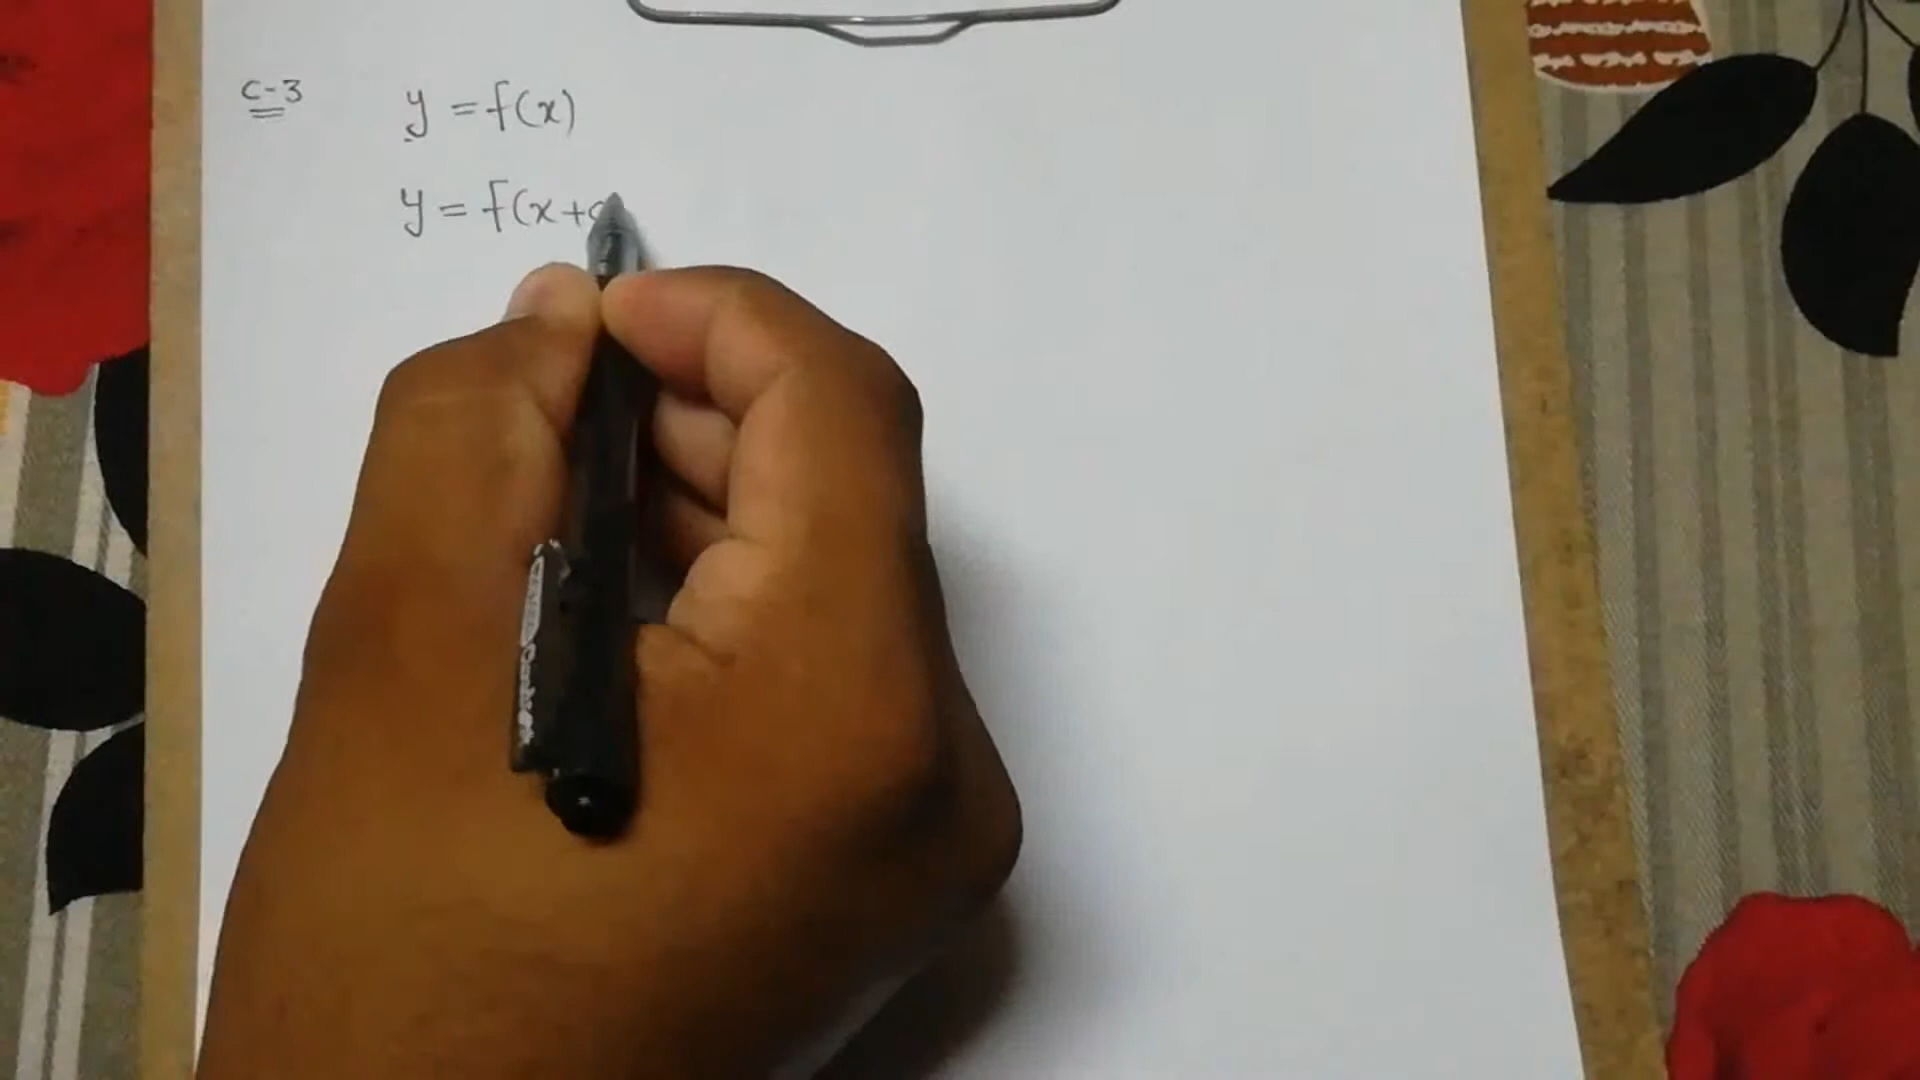 C-3
y = f(x)
y = f(x+